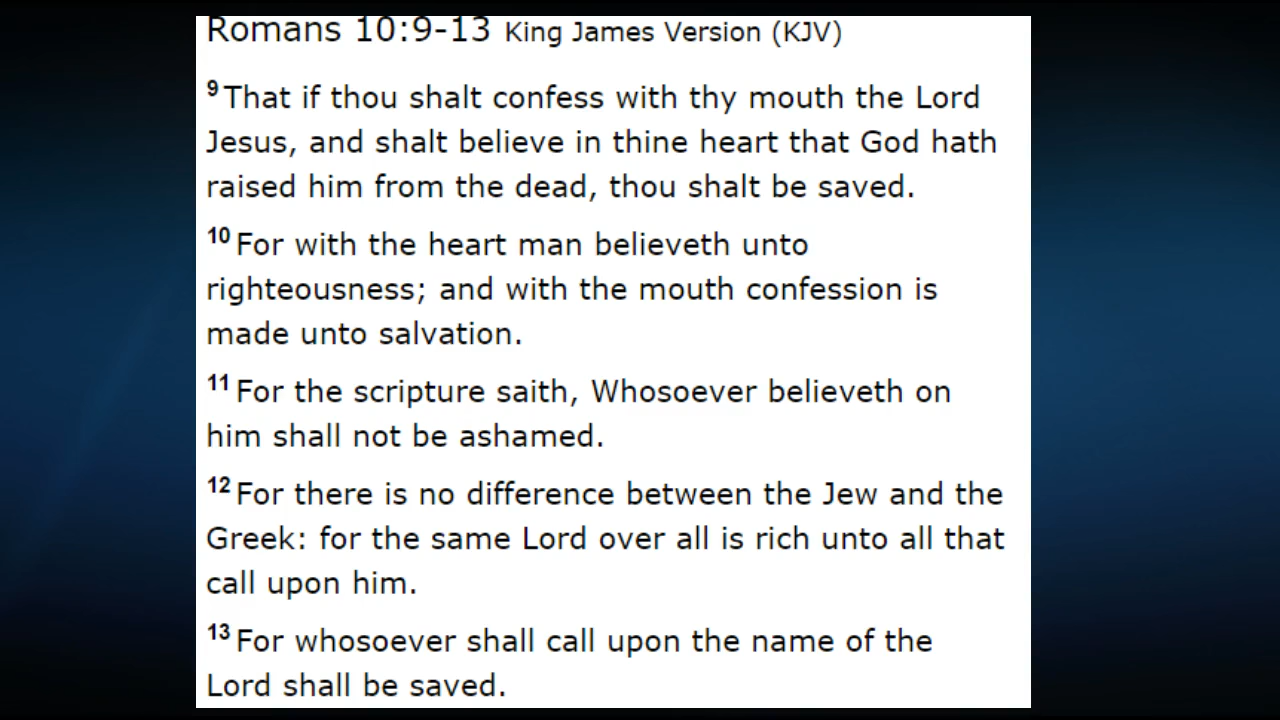 Romans 10:9-13 King James Version (KJV)
9 That if thou shalt confess with thy mouth the Lord
Jesus, and shalt believe in thine heart that God hath
raised him from the dead, thou shalt be saved.
10 For with the heart man believeth unto
righteousness; and with the mouth confession is
made unto salvation.
11 For the scripture saith, Whosoever believeth on
him shall not be ashamed.
12 For there is no difference between the Jew and the
Greek: for the same Lord over all is rich unto all that
call upon him.
13 For whosoever shall call upon the name of the
Lord shall be saved.